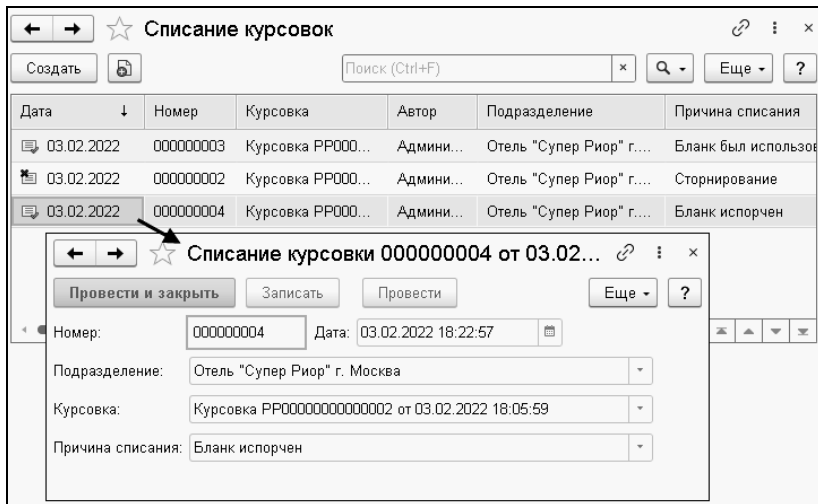 Списание курсовок
Создать Поиск (Ctrl+F) × Еще ?
Дата ↓ Номер Курсовка Автор Подразделение Причина списания
03.02.2022 000000003 Курсовка РР000... Админи... Отель "Супер Риор" г.... Бланк был использов
03.02.2022 000000002 Курсовка РР000... Админи... Отель "Супер Риор" г.... Сторнирование
03.02.2022 000000004 Курсовка РР000... Админи... Отель "Супер Риор" г.... Бланк испорчен
Списание курсовки 000000004 от 03.02...
Провести и закрыть Записать Провести Еще ?
Номер: 000000004 Дата: 03.02.2022 18:22:57
Подразделение: Отель "Супер Риор" г. Москва
Курсовка: Курсовка РР00000000000002 от 03.02.2022 18:05:59
Причина списания: Бланк испорчен